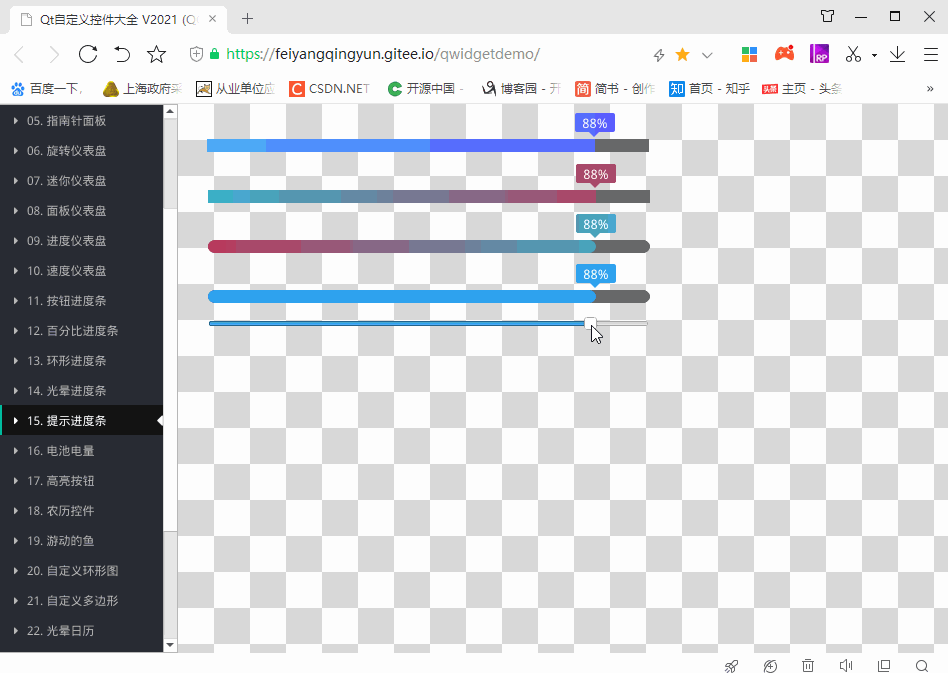 Qt自定义控件大全 V2021 (Q
https://feiyangqingyun.gitee.io/qwidgetdemo/
百度一下,
上海政府采
从业单位应
CSDN.NET
开源中国 -
博客园 - 开
简书 - 创作
首页 - 知乎
主页 - 头条
»
05. 指南针面板
06. 旋转仪表盘
07. 迷你仪表盘
08. 面板仪表盘
09. 进度仪表盘
10. 速度仪表盘
11. 按钮进度条
12. 百分比进度条
13. 环形进度条
14. 光晕进度条
15. 提示进度条
16. 电池电量
17. 高亮按钮
18. 农历控件
19. 游动的鱼
20. 自定义环形图
21. 自定义多边形
22. 光晕日历
88%
88%
88%
88%